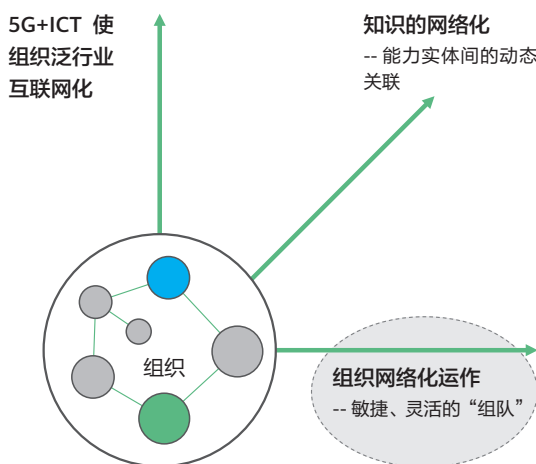 5G+ICT 使
组织泛行业
互联网化
知识的网络化
-- 能力实体间的动态
关联
组织
组织网络化运作
-- 敏捷、灵活的“组队”